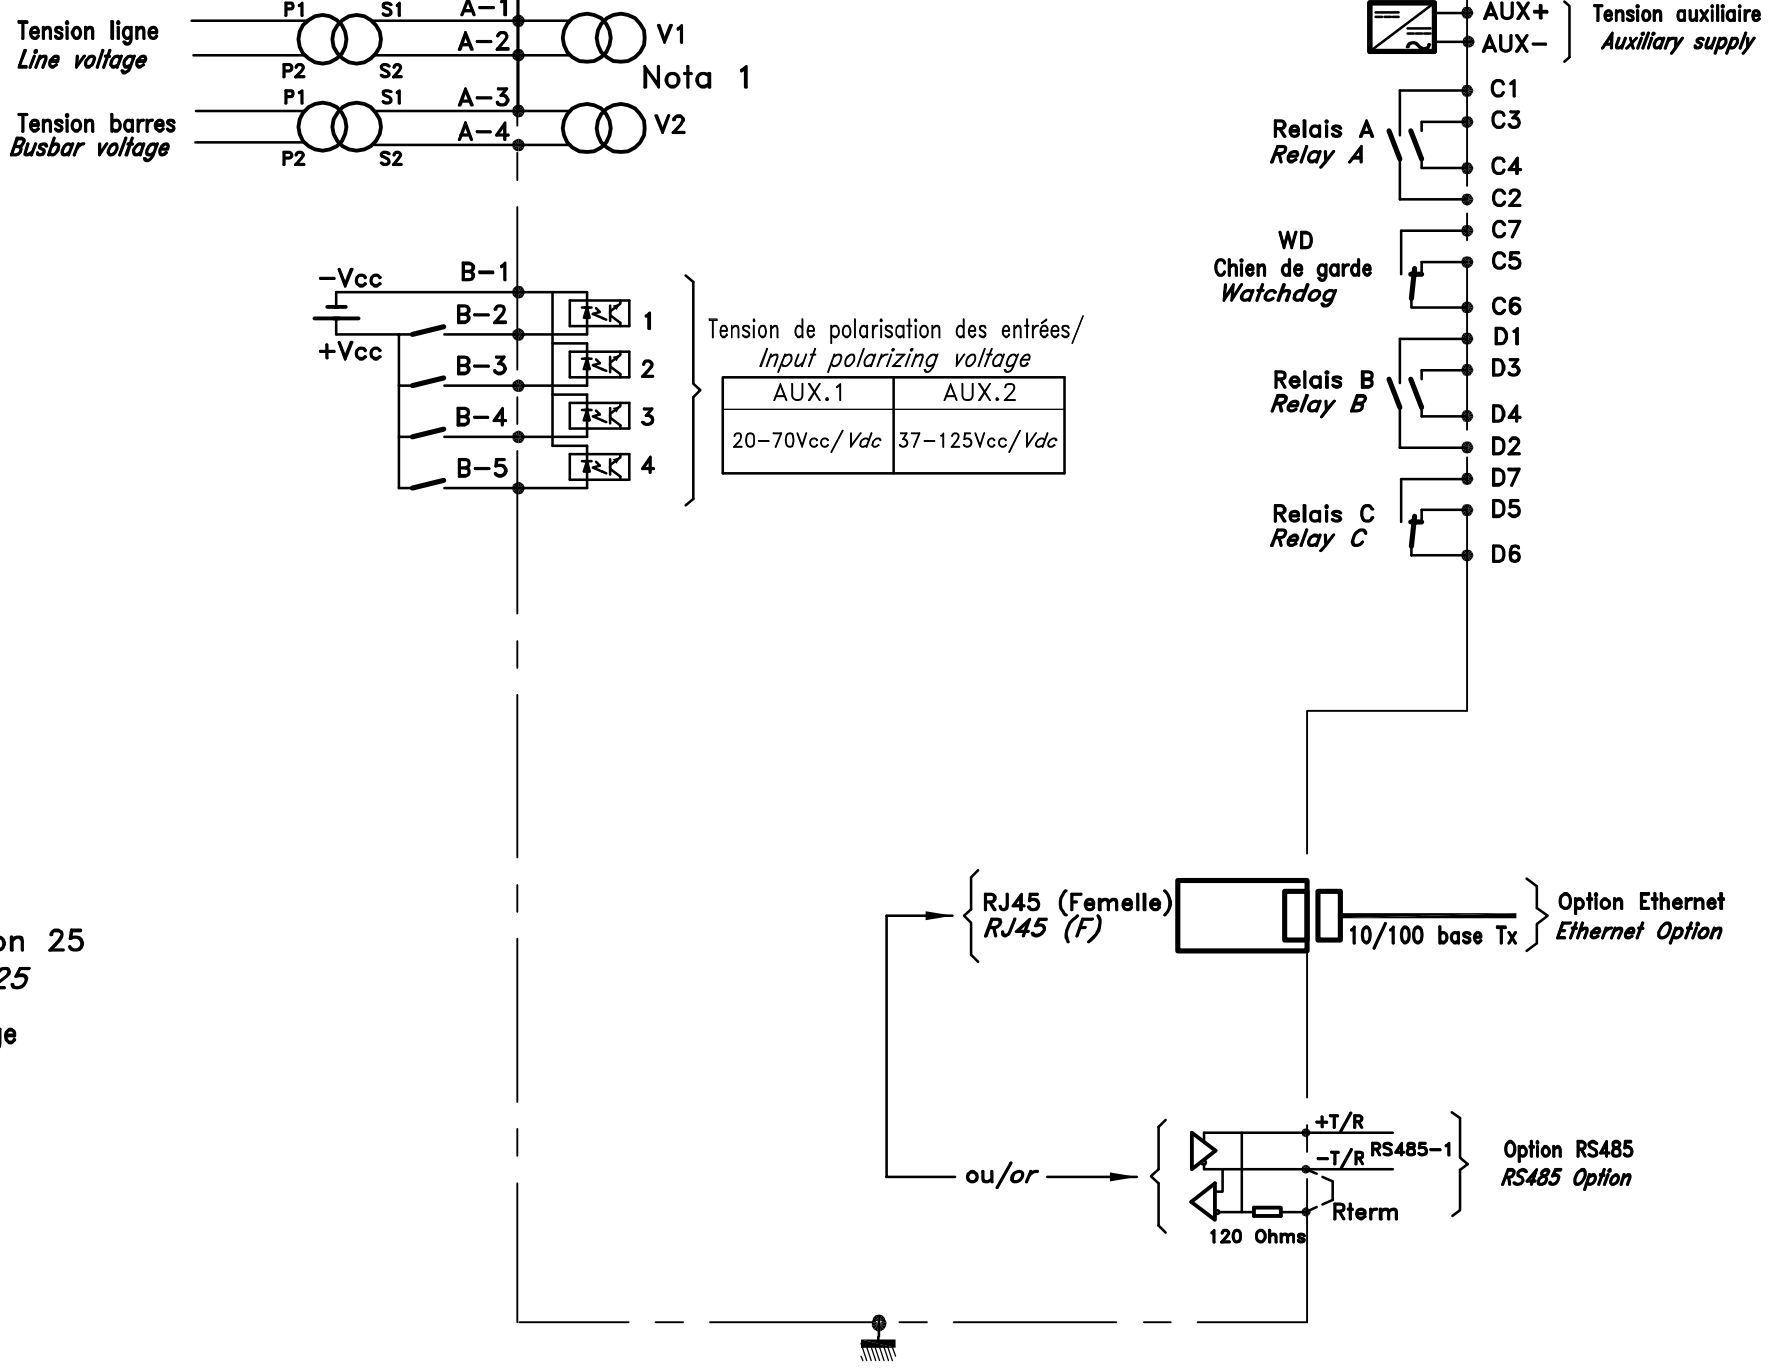 P1
S1
A-1
Tension ligne
Line voltage
A-2
V1
P2
S2
Nota 1
P1
S1
A-3
Tension barres
Busbar voltage
A-4
V2
P2
S2
-Vcc
B-1
B-2
1
+Vcc
B-3
2
B-4
3
B-5
4
Tension de polarisation des entrées/
Input polarizing voltage
AUX.1
AUX.2
20-70Vcc/Vdc
37-125Vcc/Vdc
AUX+
AUX-
Tension auxiliaire
Auxiliary supply
C1
C3
Relais A
Relay A
C4
C2
C7
WD
Chien de garde
Watchdog
C5
C6
D1
D3
Relais B
Relay B
D4
D2
D7
D5
Relais C
Relay C
D6
on 25
25
ge
RJ45 (Femelle)
RJ45 (F)
10/100 base Tx
Option Ethernet
Ethernet Option
ou/or
+T/R
-T/R
RS485-1
Rterm
120 Ohms
Option RS485
RS485 Option